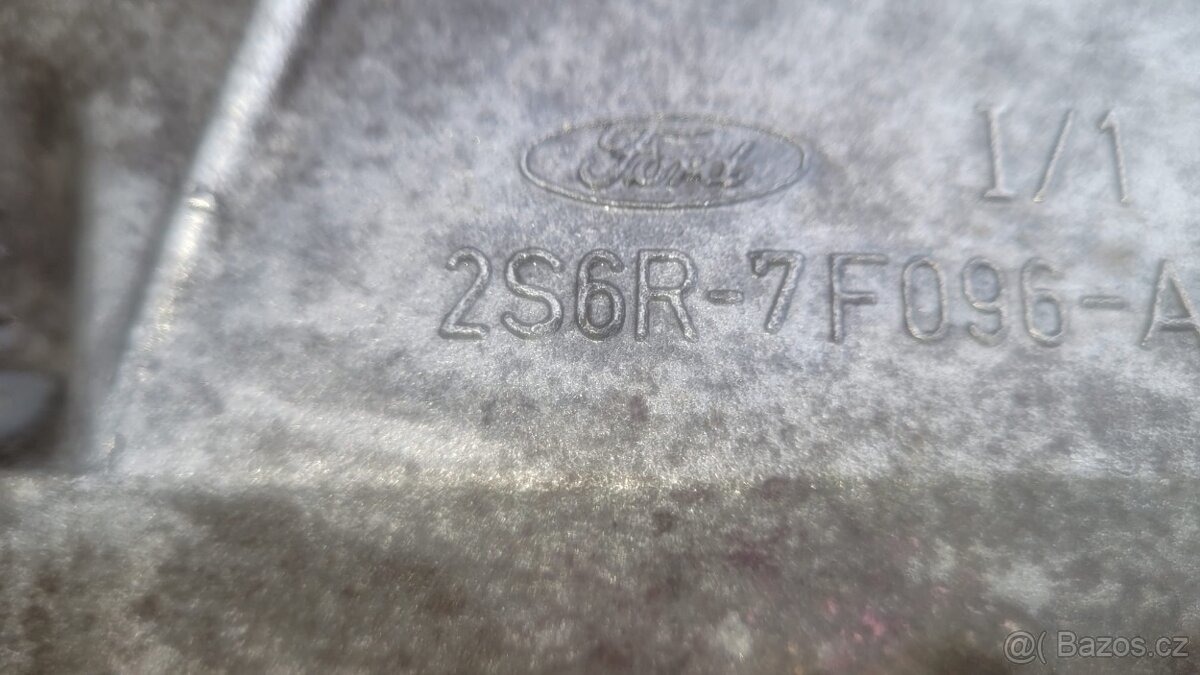 Ford
I/1
2S6R-7F096-A
@( Bazos.cz